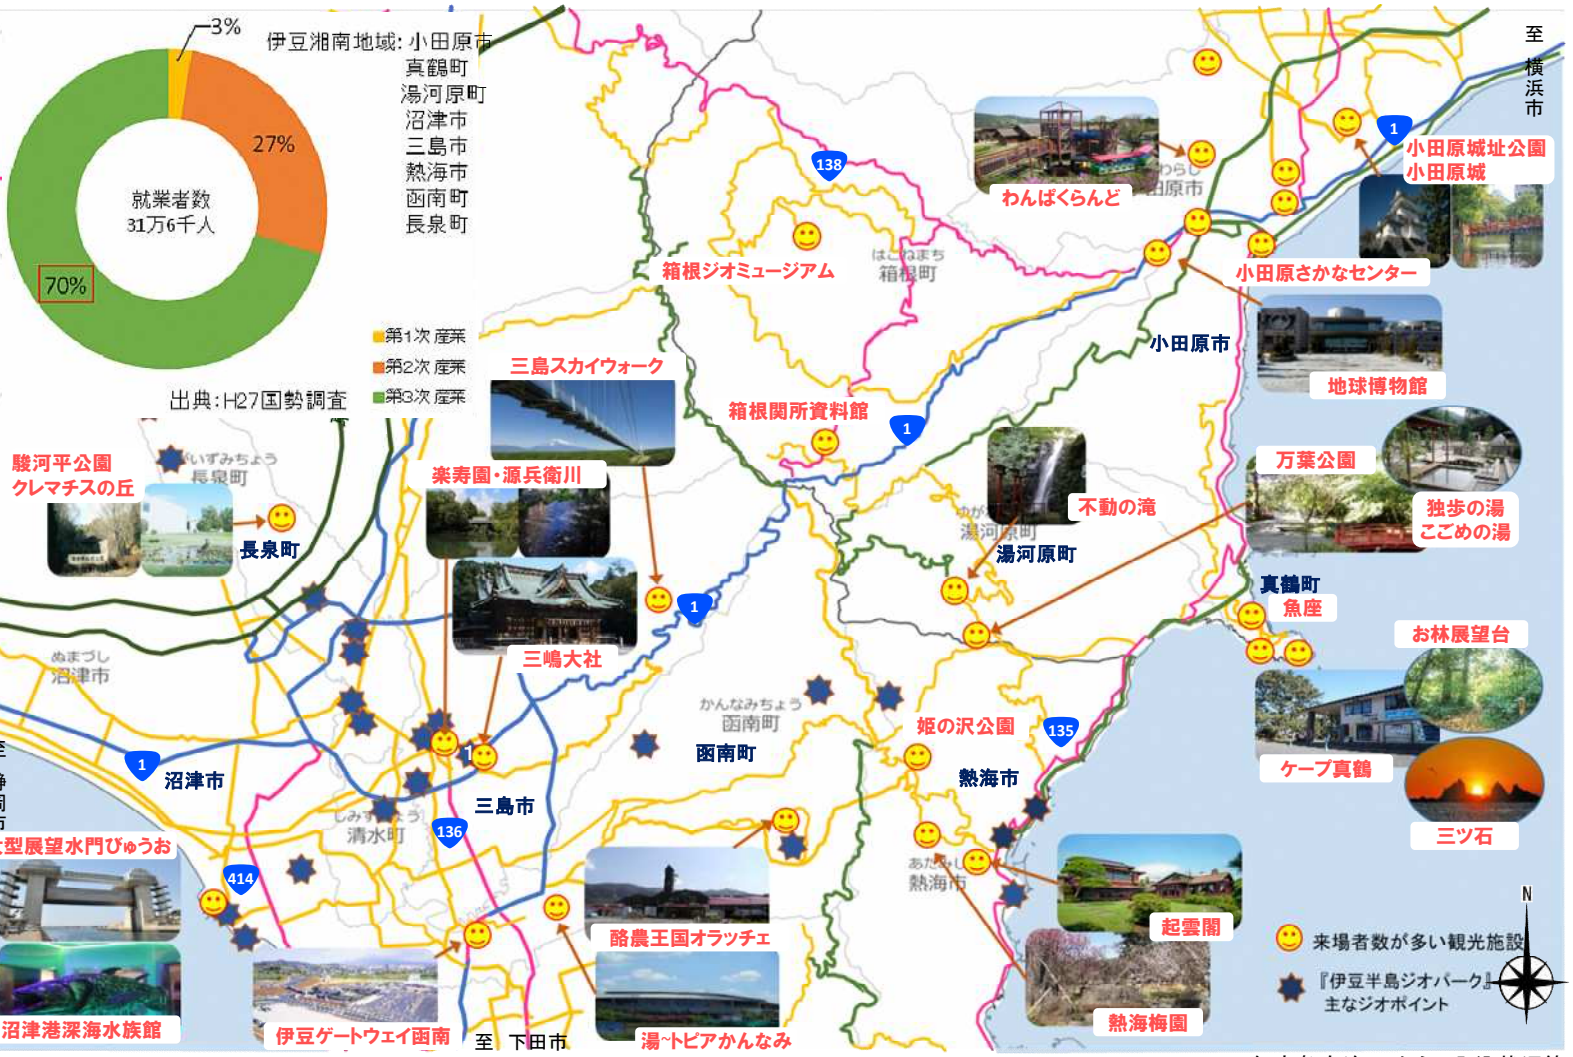 3%
27%
70%
就業者数
31万6千人
伊豆湘南地域: 小田原市
真鶴町
湯河原町
沼津市
三島市
熱海市
函南町
長泉町
第1次産業
第2次産業
第3次産業
出典:H27国勢調査
至 横浜市
138
1
わんぱくらんど
小田原城址公園
小田原城
箱根ジオミュージアム
はこねまち
箱根町
小田原さかなセンター
小田原市
地球博物館
三島スカイウォーク
箱根関所資料館
1
駿河平公園
クレマチスの丘
長泉町
長泉町
楽寿園・源兵衛川
不動の滝
湯河原町
湯河原町
万葉公園
独歩の湯
こごめの湯
真鶴町
魚座
お林展望台
ケープ真鶴
三ツ石
1
三嶋大社
ぬまづし
沼津市
かんなみちょう
函南町
函南町
姫の沢公園
135
熱海市
1
沼津市
1
三島市
清水町
136
型展望水門びゅうお
414
あたみし
熱海市
酪農王国オラッチェ
起雲閣
沼津港深海水族館
伊豆ゲートウェイ函南
至 下田市
湯~トピアかんなみ
熱海梅園
N
来場者数が多い観光施設
『伊豆半島ジオパーク』
主なジオポイント